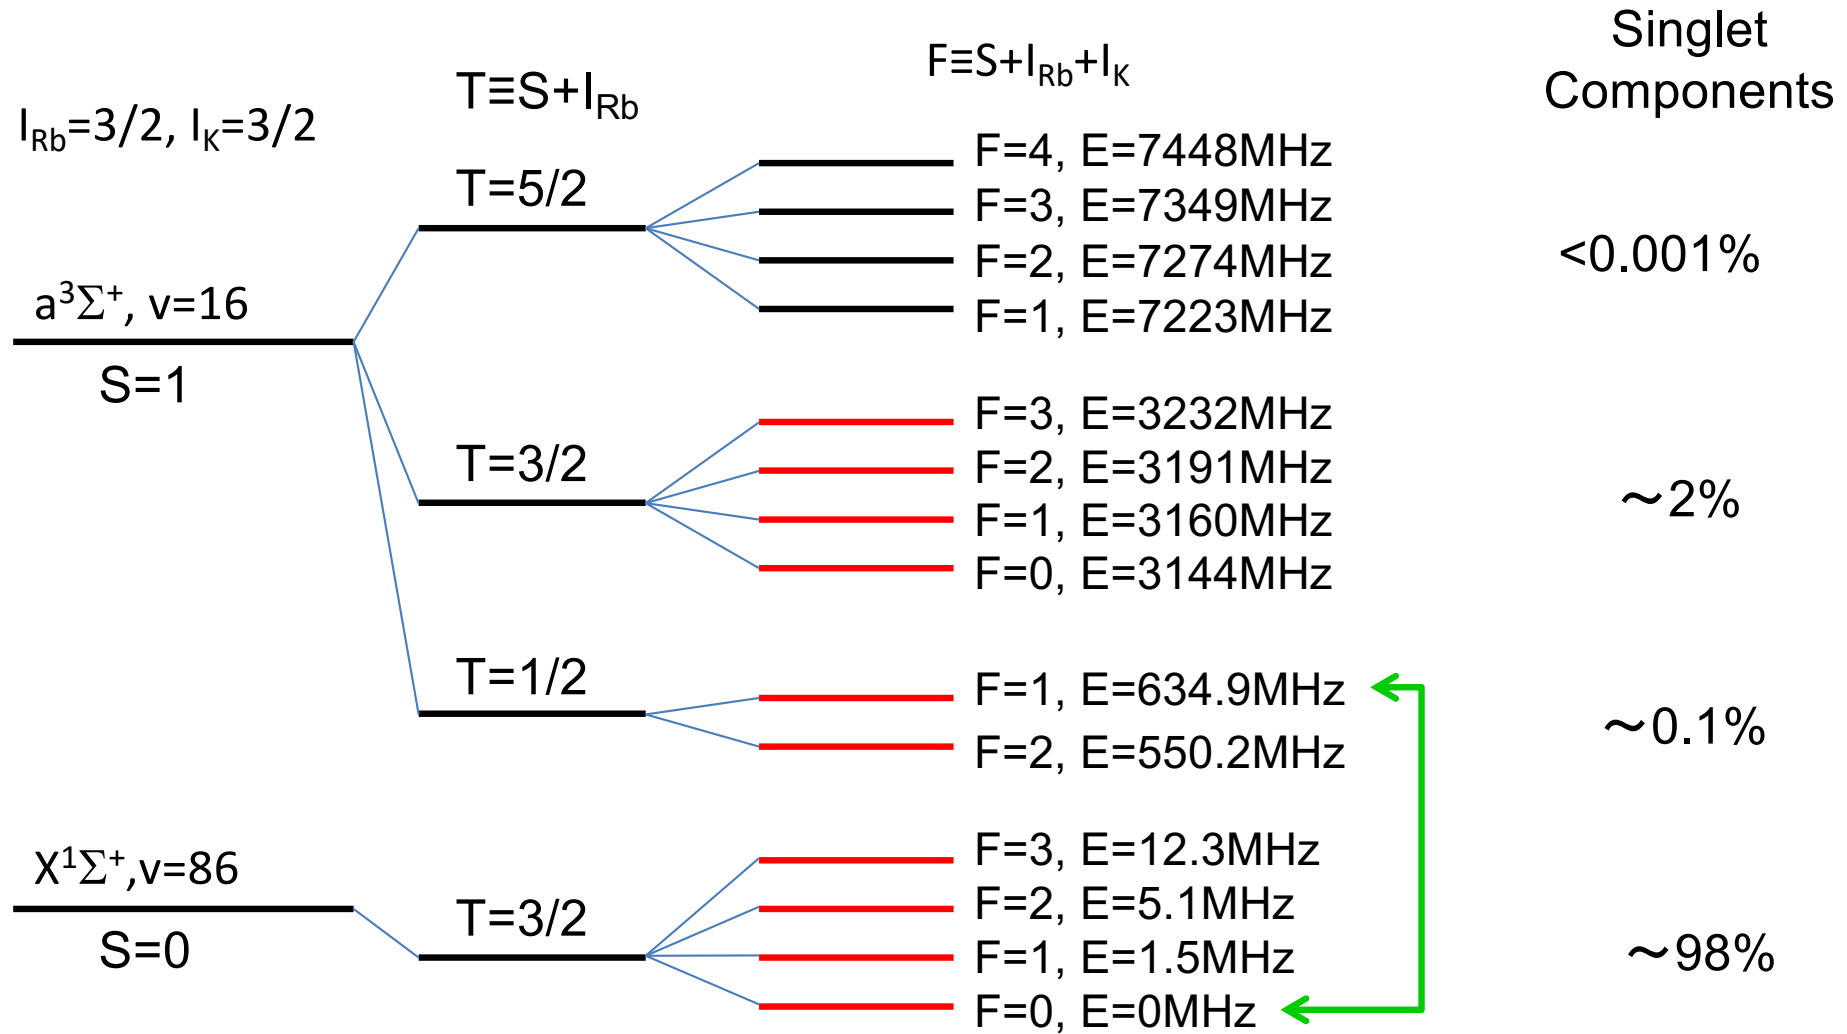 Singlet
Components
F≡S+I_Rb+I_K
T≡S+I_Rb
I_Rb=3/2, I_K=3/2
T=5/2
F=4, E=7448MHz
F=3, E=7349MHz
F=2, E=7274MHz
F=1, E=7223MHz
<0.001%
a³Σ⁺, v=16
S=1
T=3/2
F=3, E=3232MHz
F=2, E=3191MHz
F=1, E=3160MHz
F=0, E=3144MHz
~2%
T=1/2
F=1, E=634.9MHz
F=2, E=550.2MHz
~0.1%
X¹Σ⁺,v=86
S=0
T=3/2
F=3, E=12.3MHz
F=2, E=5.1MHz
F=1, E=1.5MHz
F=0, E=0MHz
~98%